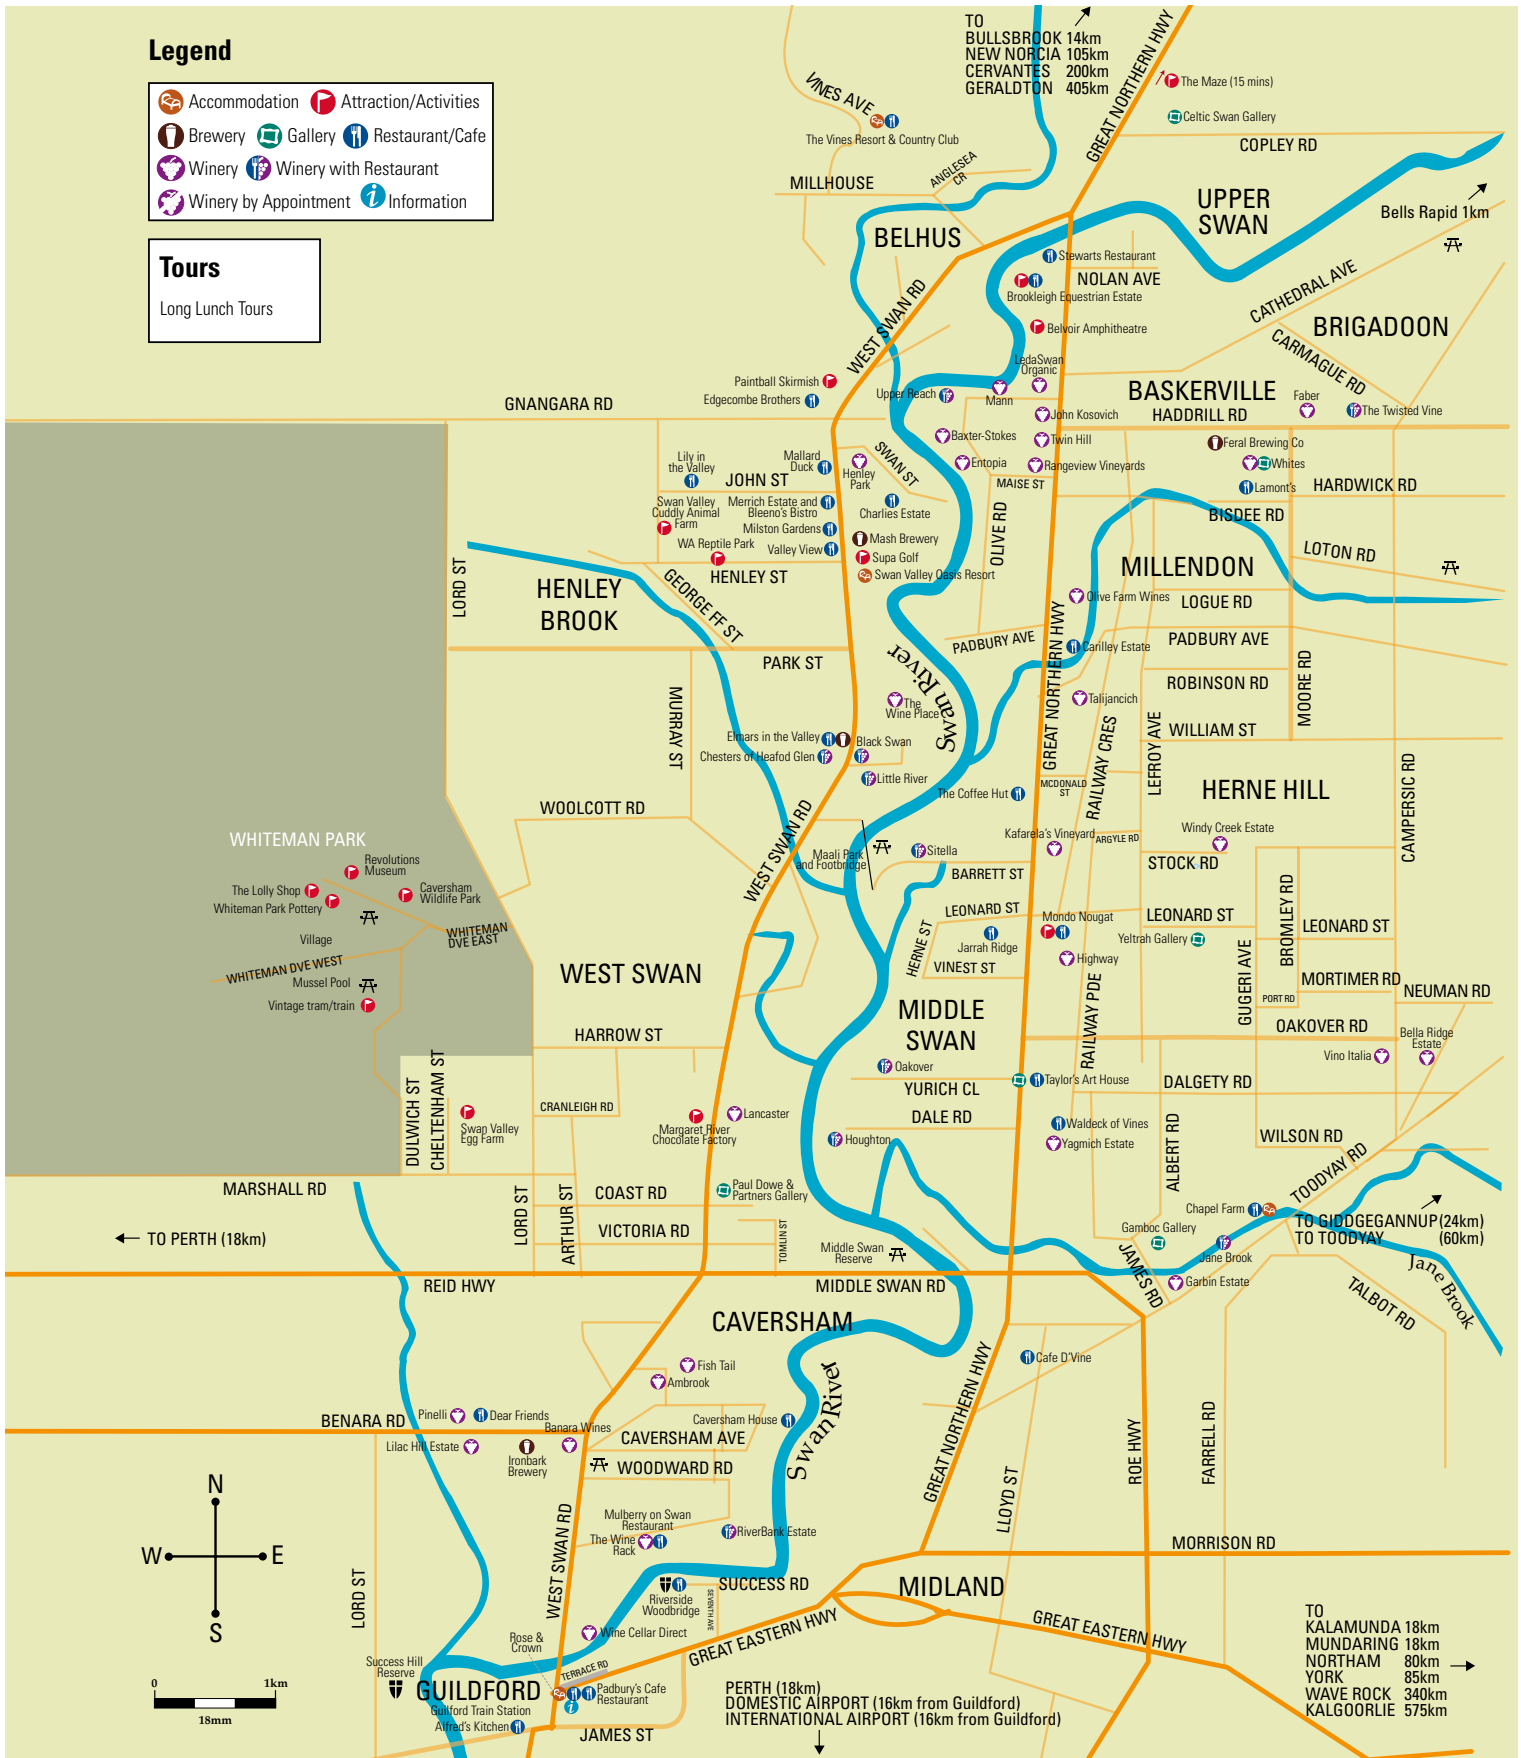 Legend
Accommodation
Attraction/Activities
Brewery
Gallery
Restaurant/Cafe
Winery
Winery with Restaurant
Winery by Appointment
Information
Tours
Long Lunch Tours
TO
BULLSBROOK 14km
NEW NORCIA 105km
CERVANTES 200km
GERALDTON 405km
GREAT NORTHERN HWY
The Maze (15 mins)
Celtic Swan Gallery
COPLEY RD
VINES AVE
The Vines Resort & Country Club
MILLHOUSE
ANGLESEA
CR
UPPER
SWAN
Bells Rapid 1km
BELHUS
Stewarts Restaurant
NOLAN AVE
Brookleigh Equestrian Estate
CATHEDRAL AVE
BRIGADOON
WEST SWAN RD
Belvoir Amphitheatre
CARMAGUE RD
LedaSwan
Organic
Paintball Skirmish
Edgecombe Brothers
Upper Reach
Mann
BASKERVILLE
Faber
The Twisted Vine
GNANGARA RD
John Kosovich
HADDRILL RD
Baxter-Stokes
Twin Hill
Feral Brewing Co
Lily in
the Valley
Mallard
Duck
Henley
Park
SWAN ST
Entopia
Rangeview Vineyards
Whites
JOHN ST
MAISE ST
Lamont's
HARDWICK RD
Swan Valley
Cuddly Animal
Farm
Merrich Estate and
Bleeno's Bistro
Charlies Estate
BISDEE RD
Milston Gardens
Mash Brewery
OLIVE RD
WA Reptile Park
Valley View
Supa Golf
LOTON RD
HENLEY ST
Swan Valley Oasis Resort
MILLENDON
LORD ST
HENLEY
BROOK
GEORGE FF ST
Olive Farm Wines
LOGUE RD
PADBURY AVE
PADBURY AVE
GREAT NORTHERN HWY
Carilley Estate
PARK ST
Swan River
ROBINSON RD
MOORE RD
MURRAY ST
The
Wine Place
Talijancich
WILLIAM ST
Elmars in the Valley
Black Swan
Chesters of Heafod Glen
Little River
RAILWAY CRES
LEFROY AVE
CAMPERSIC RD
The Coffee Hut
MCDONALD
ST
HERNE HILL
WOOLCOTT RD
WEST SWAN RD
WHITEMAN PARK
Kafarela's Vineyard
ARGYLE RD
Windy Creek Estate
Maali Park
and Footbridge
Sitella
BARRETT ST
STOCK RD
Revolutions
Museum
The Lolly Shop
Caversham
Wildlife Park
Whiteman Park Pottery
WHITEMAN
DVE EAST
Village
WHITEMAN DVE WEST
Mussel Pool
Vintage tram/train
LEONARD ST
Mondo Nougat
LEONARD ST
BROMLEY RD
LEONARD ST
HERNE ST
Jarrah Ridge
Yeltrah Gallery
VINEST ST
Highway
GUGERI AVE
WEST SWAN
MORTIMER RD
NEUMAN RD
PORT RD
MIDDLE
SWAN
RAILWAY PDE
OAKOVER RD
HARROW ST
Bella Ridge
Estate
Vino Italia
Oakover
YURICH CL
Taylor's Art House
DALGETY RD
DULWICH ST
CHELTENHAM ST
CRANLEIGH RD
Swan Valley
Egg Farm
Margaret River
Chocolate Factory
Lancaster
DALE RD
Waldeck of Vines
ALBERT RD
WILSON RD
Houghton
Yagmich Estate
TOODYAY RD
MARSHALL RD
Paul Dowe &
Partners Gallery
COAST RD
LORD ST
ARTHUR ST
VICTORIA RD
TOMLIN ST
Chapel Farm
Gamboc Gallery
TO GIDDGEGANNUP(24km)
TO TOODYAY (60km)
TO PERTH (18km)
Middle Swan
Reserve
Jane Brook
JAMES RD
Jane Brook
REID HWY
MIDDLE SWAN RD
Garbin Estate
TALBOT RD
CAVERSHAM
Fish Tail
Ambrook
Swan River
Cafe D'Vine
GREAT NORTHERN HWY
Pinelli
Dear Friends
Banara Wines
Caversham House
BENARA RD
CAVERSHAM AVE
Lilac Hill Estate
Ironbark
Brewery
WOODWARD RD
ROE HWY
FARRELL RD
LLOYD ST
N
W
E
S
Mulberry on Swan
Restaurant
The Wine
Rack
RiverBank Estate
WEST SWAN RD
MORRISON RD
LORD ST
SUCCESS RD
MIDLAND
Riverside
Woodbridge
SEVENTH AVE
Wine Cellar Direct
GREAT EASTERN HWY
GREAT EASTERN HWY
TO
KALAMUNDA 18km
MUNDARING 18km
NORTHAM 80km
YORK 85km
WAVE ROCK 340km
KALGOORLIE 575km
Rose &
Crown
TERRACE RD
Success Hill
Reserve
0
1km
18mm
GUILDFORD
Padbury's Cafe
Restaurant
Guilford Train Station
Alfred's Kitchen
JAMES ST
PERTH (18km)
DOMESTIC AIRPORT (16km from Guildford)
INTERNATIONAL AIRPORT (16km from Guildford)